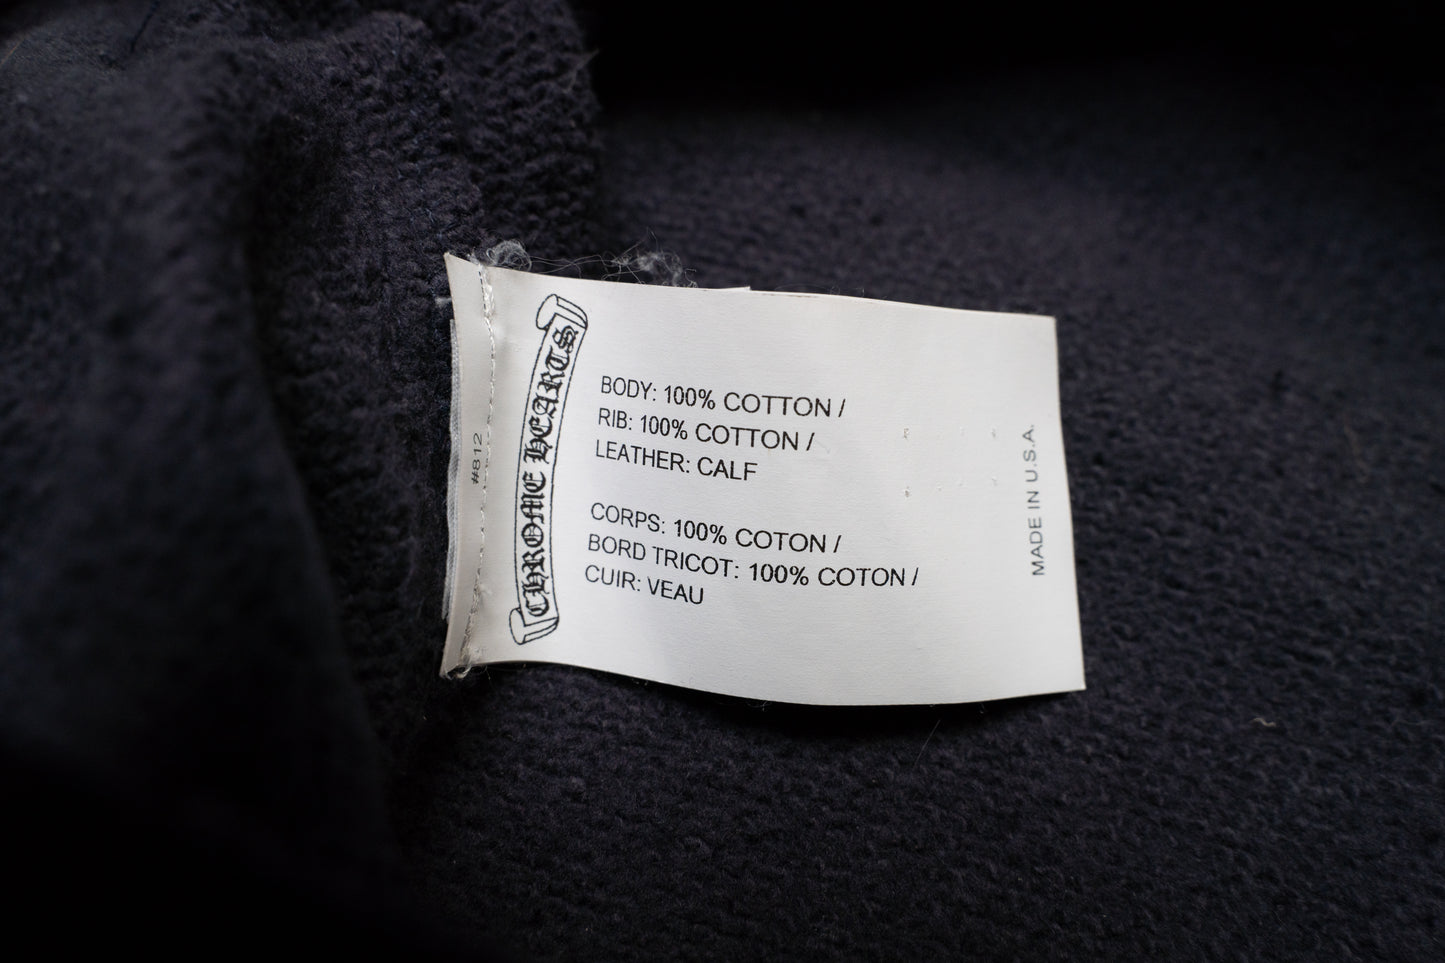 #812
CHROME HEARTS
BODY: 100% COTTON /
RIB: 100% COTTON /
LEATHER: CALF
CORPS: 100% COTON /
BORD TRICOT: 100% COTON /
CUIR: VEAU
MADE IN U.S.A.